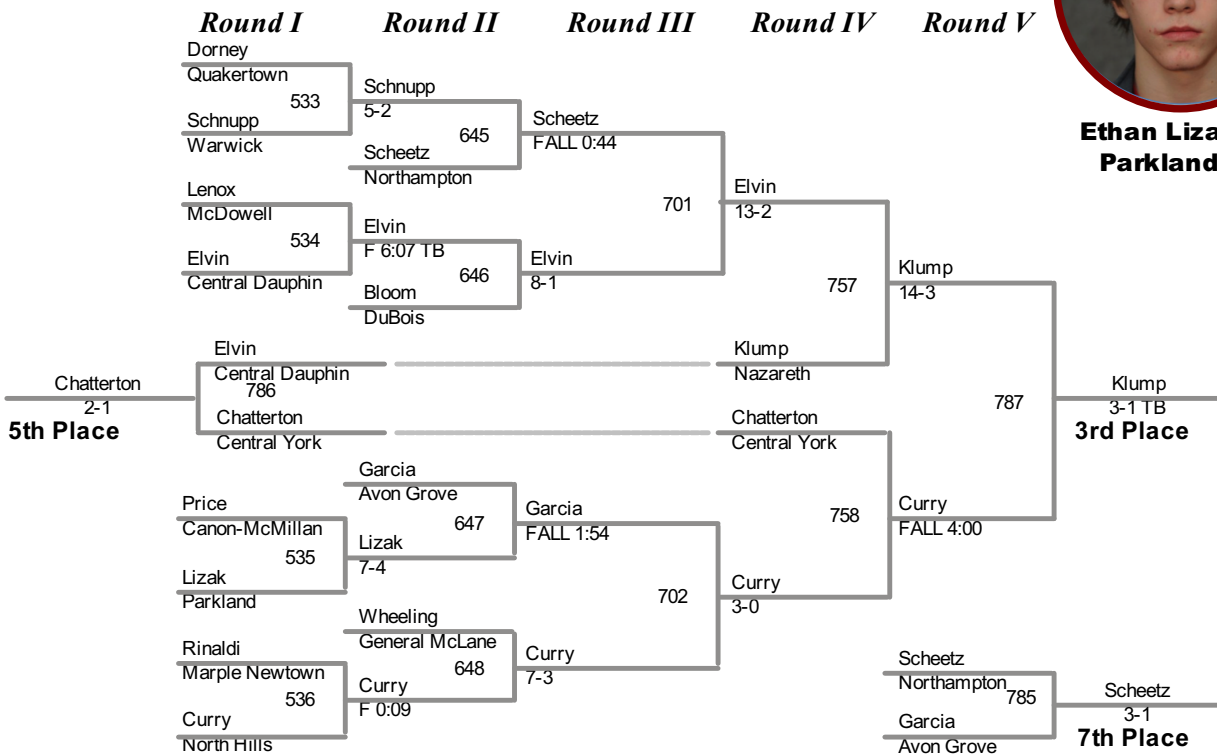 Round I Round II Round III Round IV Round V
Dorney
Quakertown
533
Schnupp
Warwick
Schnupp
5-2
645
Scheetz
Northampton
Scheetz
FALL 0:44
Lenox
McDowell
534
Elvin
Central Dauphin
Elvin
F 6:07 TB
646
Bloom
DuBois
Elvin
8-1
701
Elvin
13-2
757
Klump
Nazareth
Klump
14-3
Ethan Liza
Parkland
Elvin
Central Dauphin
786
Chatterton
Central York
Chatterton
2-1
5th Place
Chatterton
Central York
787
Klump
3-1 TB
3rd Place
Garcia
Avon Grove
647
Price
Canon-McMillan
535
Lizak
Parkland
Lizak
7-4
Garcia
FALL 1:54
758
Curry
FALL 4:00
702
Curry
3-0
Wheeling
General McLane
648
Rinaldi
Marple Newtown
536
Curry
North Hills
Curry
F 0:09
Curry
7-3
Scheetz
Northampton
785
Garcia
Avon Grove
Scheetz
3-1
7th Place